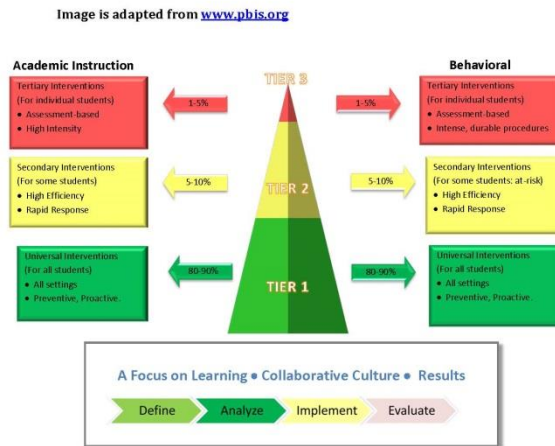 Image is adapted from www.pbis.org
Academic Instruction
Behavioral
TIER 3
Tertiary Interventions
(For individual students)
• Assessment-based
• High Intensity
1-5%
1-5%
Tertiary Interventions
(For individual students)
• Assessment-based
• Intense, durable procedures
Secondary Interventions
(For some students)
• High Efficiency
• Rapid Response
5-10%
TIER 2
5-10%
Secondary Interventions
(For some students: at-risk)
• High Efficiency
• Rapid Response
Universal Interventions
(For all students)
• All settings
• Preventive, Proactive.
80-90%
TIER 1
80-90%
Universal Interventions
(For all students)
• All settings
• Preventive, Proactive.
A Focus on Learning • Collaborative Culture • Results
Define
Analyze
Implement
Evaluate